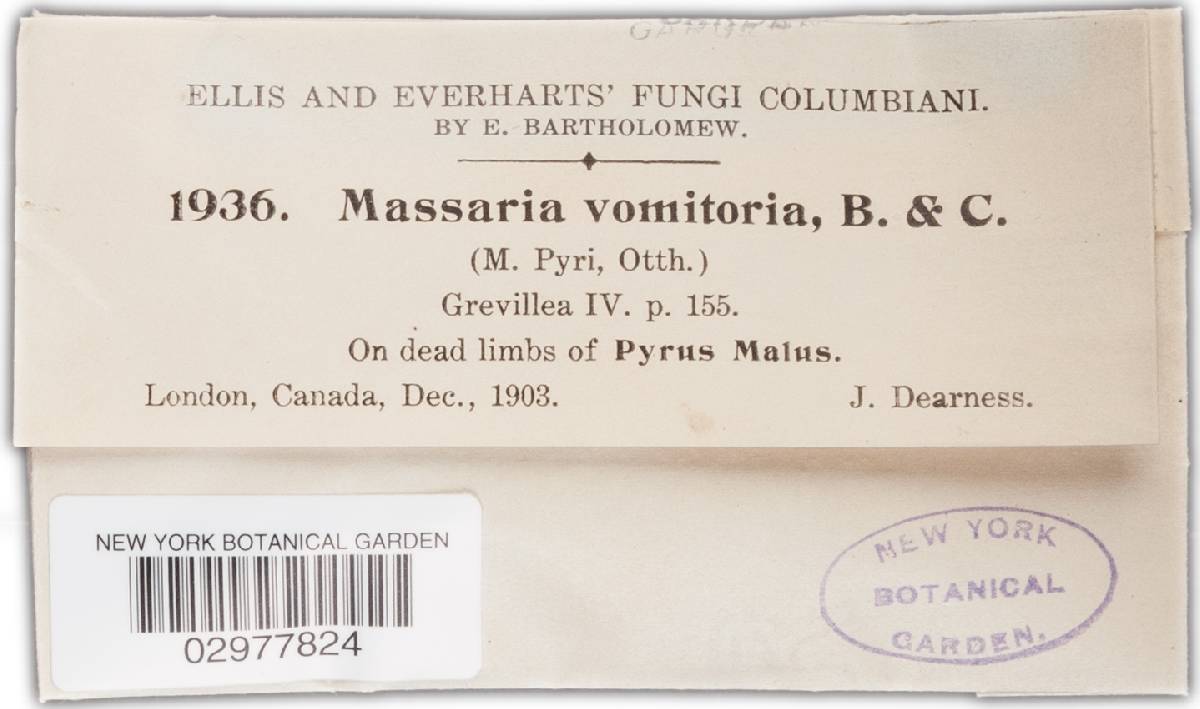 ELLIS AND EVERHARTS' FUNGI COLUMBIANI.
BY E. BARTHOLOMEW.
1936. Massaria vomitoria, B. & C.
(M. Pyri, Otth.)
Grevillea IV. p. 155.
On dead limbs of Pyrus Malus.
London, Canada, Dec., 1903. J. Dearness.
NEW YORK BOTANICAL GARDEN
02977824
NEW YORK
BOTANICAL
GARDEN.